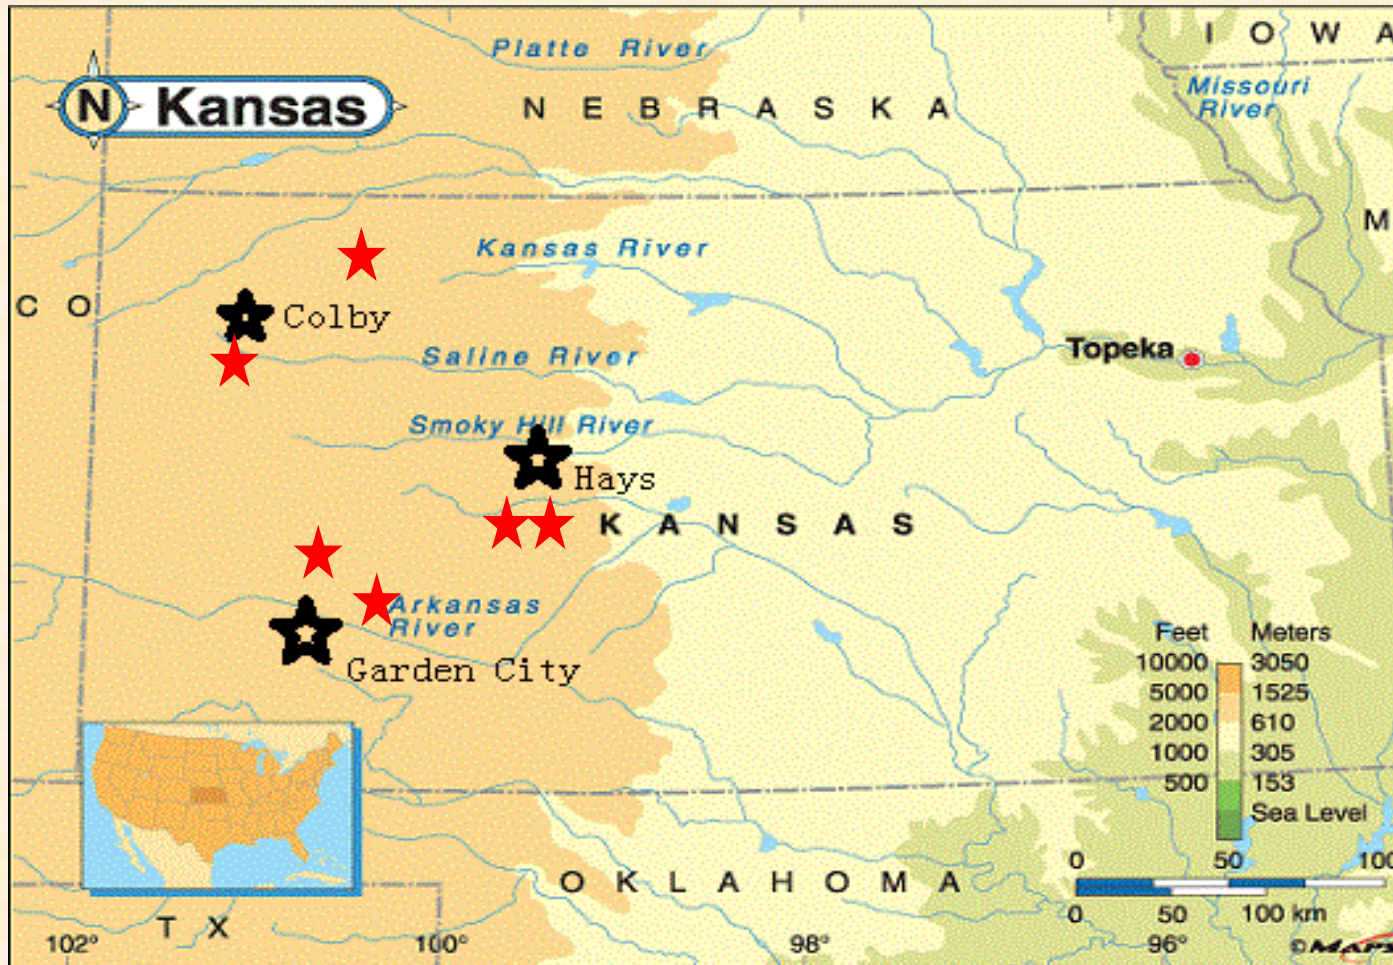 Platte River
I O W A
N Kansas
N E B R A S K A
Missouri
River
M
Kansas River
C O
Colby
Saline River
Topeka
Smoky Hill River
Hays
K A N S A S
Arkansas
River
Garden City
Feet Meters
10000 3050
5000 1525
2000 610
1000 305
500 153
Sea Level
0 50 100
O K L A H O M A
0 50 100 km
T X
102° 100° 98° 96° ©MAPS